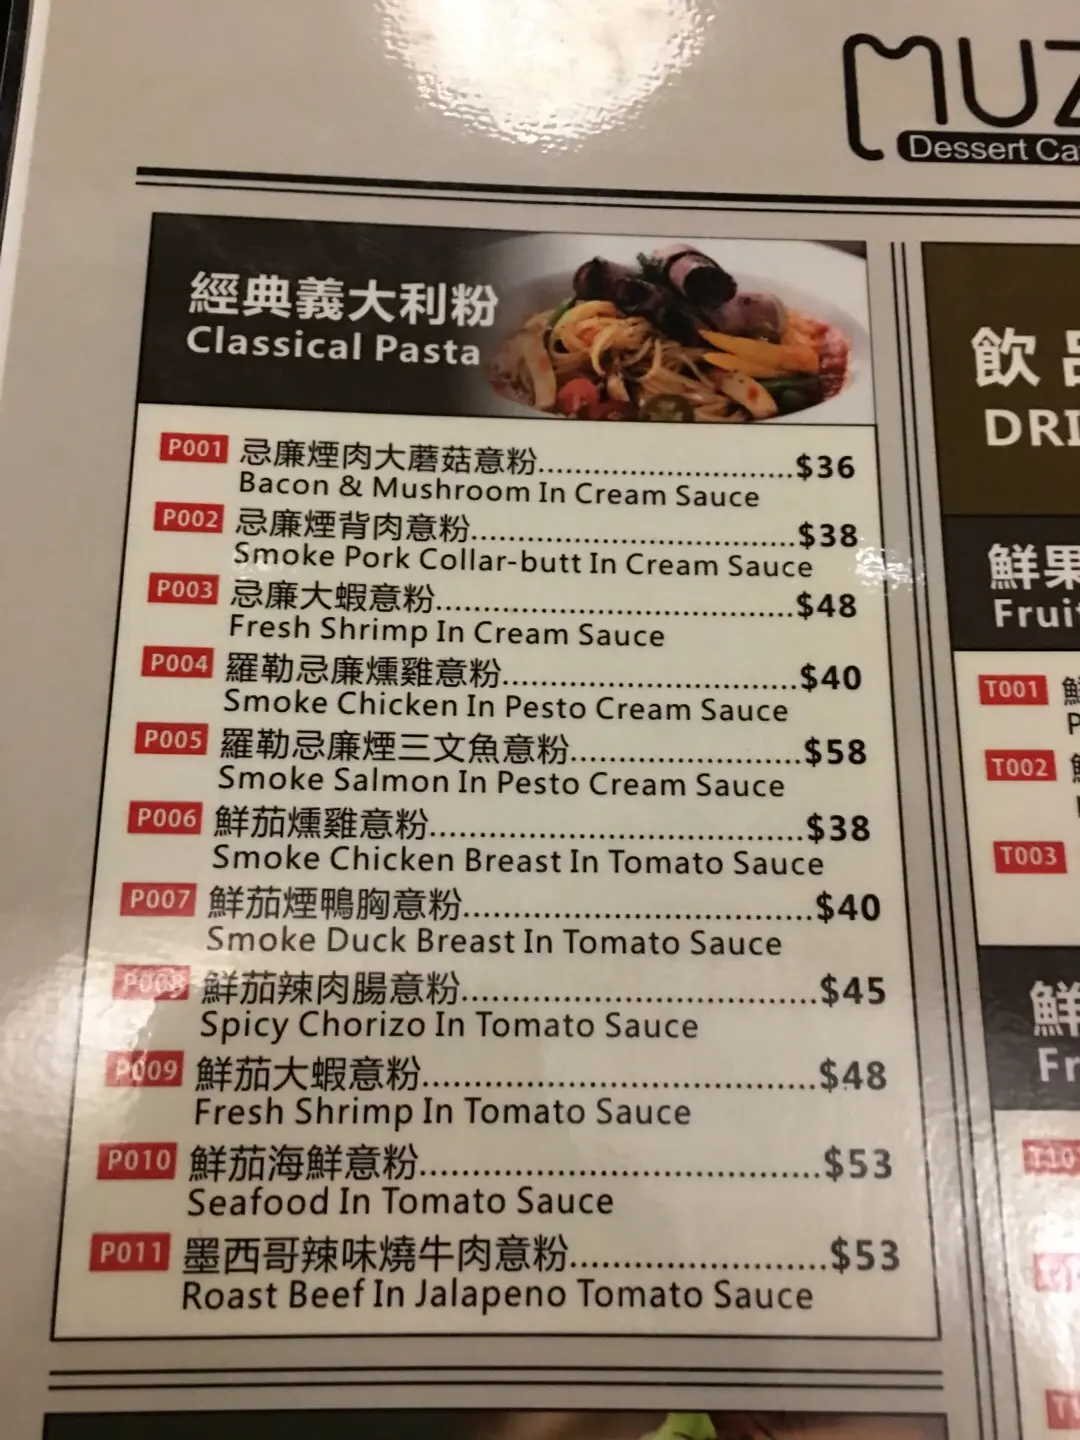 MUZ
Dessert Ca
經典義大利粉
Classical Pasta
P001 忌廉煙肉大蘑菇意粉..........................$36
Bacon & Mushroom In Cream Sauce
P002 忌廉煙背肉意粉.................................$38
Smoke Pork Collar-butt In Cream Sauce
P003 忌廉大蝦意粉.....................................$48
Fresh Shrimp In Cream Sauce
P004 羅勒忌廉燻雞意粉..............................$40
Smoke Chicken In Pesto Cream Sauce
P005 羅勒忌廉煙三文魚意粉.......................$58
Smoke Salmon In Pesto Cream Sauce
P006 鮮茄燻雞意粉.....................................$38
Smoke Chicken Breast In Tomato Sauce
P007 鮮茄煙鴨胸意粉..................................$40
Smoke Duck Breast In Tomato Sauce
P008 鮮茄辣肉腸意粉..................................$45
Spicy Chorizo In Tomato Sauce
P009 鮮茄大蝦意粉.....................................$48
Fresh Shrimp In Tomato Sauce
P010 鮮茄海鮮意粉.....................................$53
Seafood In Tomato Sauce
P011 墨西哥辣味燒牛肉意粉.......................$53
Roast Beef In Jalapeno Tomato Sauce
飲
DRI
鮮果
Fruit
T001
T002
T003
鮮
Fr